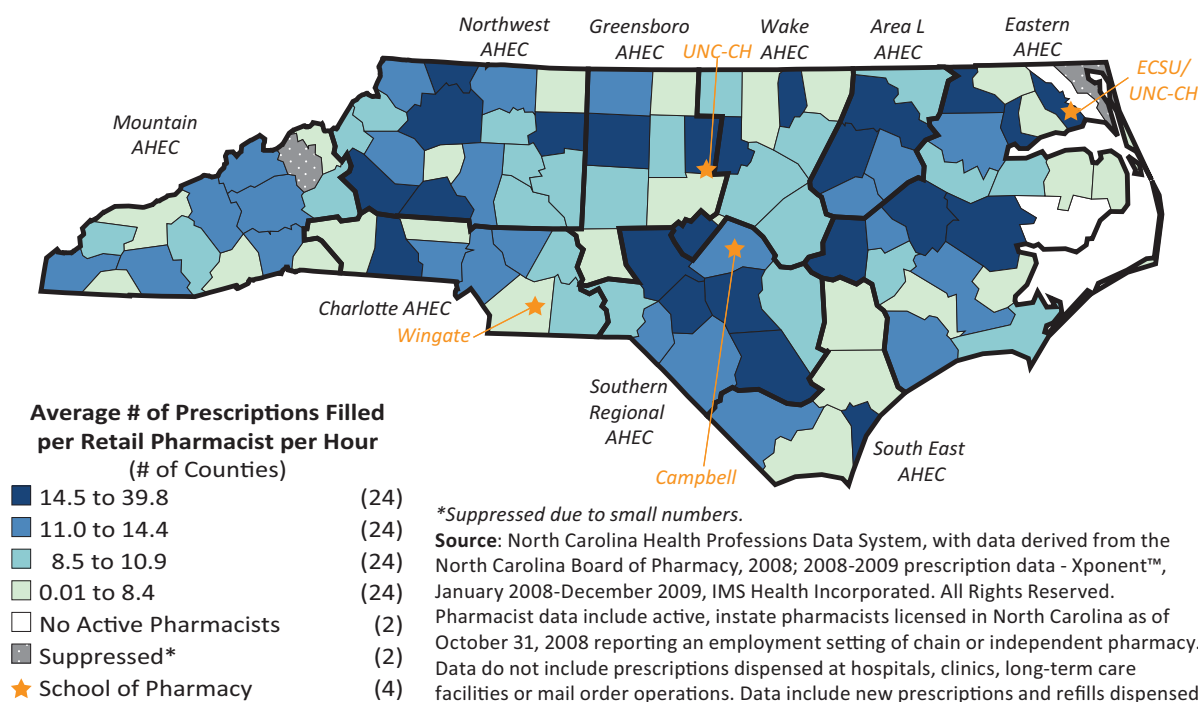 Northwest
AHEC
Greensboro
AHEC
UNC-CH
Wake
AHEC
Area L
AHEC
Eastern
AHEC
ECSU/
UNC-CH
Mountain
AHEC
Charlotte AHEC
Wingate
Southern
Regional
AHEC
Campbell
South East
AHEC
Average # of Prescriptions Filled
per Retail Pharmacist per Hour
(# of Counties)
14.5 to 39.8 (24)
11.0 to 14.4 (24)
8.5 to 10.9 (24)
0.01 to 8.4 (24)
No Active Pharmacists (2)
Suppressed* (2)
School of Pharmacy (4)
*Suppressed due to small numbers.
Source: North Carolina Health Professions Data System, with data derived from the
North Carolina Board of Pharmacy, 2008; 2008-2009 prescription data - Xponent™,
January 2008-December 2009, IMS Health Incorporated. All Rights Reserved.
Pharmacist data include active, instate pharmacists licensed in North Carolina as of
October 31, 2008 reporting an employment setting of chain or independent pharmacy.
Data do not include prescriptions dispensed at hospitals, clinics, long-term care
facilities or mail order operations. Data include new prescriptions and refills dispensed